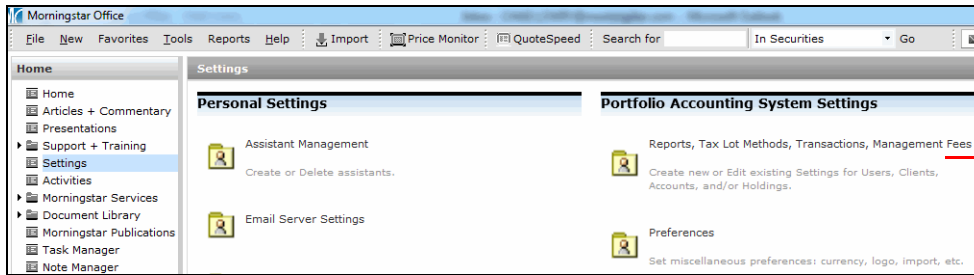 Morningstar Office
File New Favorites Tools Reports Help Import Price Monitor QuoteSpeed Search for In Securities Go
Home
Home
Articles + Commentary
Presentations
Support + Training
Settings
Activities
Morningstar Services
Document Library
Morningstar Publications
Task Manager
Note Manager
Settings
Personal Settings
Assistant Management
Create or Delete assistants.
Email Server Settings
Portfolio Accounting System Settings
Reports, Tax Lot Methods, Transactions, Management Fees
Create new or Edit existing Settings for Users, Clients,
Accounts, and/or Holdings.
Preferences
Set miscellaneous preferences: currency, logo, import, etc.